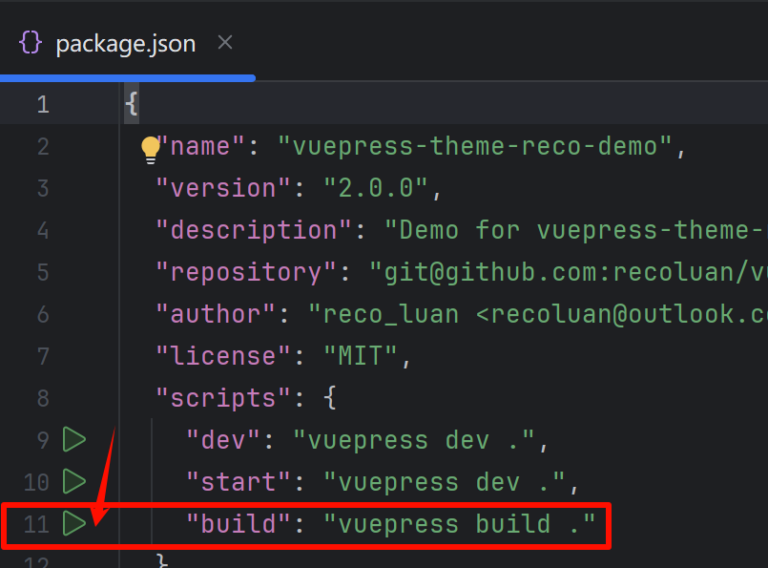 package.json
1 {
2 "name": "vuepress-theme-reco-demo",
3 "version": "2.0.0",
4 "description": "Demo for vuepress-theme-
5 "repository": "git@github.com:recoluan/vu
6 "author": "reco_luan <recoluan@outlook.co
7 "license": "MIT",
8 "scripts": {
9 "dev": "vuepress dev .",
10 "start": "vuepress dev .",
11 "build": "vuepress build ."
12 }